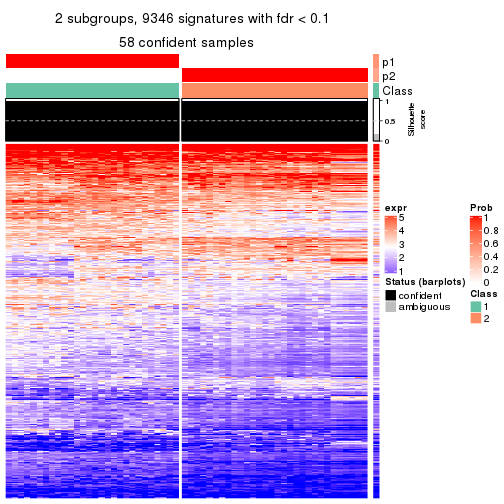 2 subgroups, 9346 signatures with fdr < 0.1
58 confident samples
p1
p2
Class
1
0.5
0
Silhouette
score
expr
5
4
3
2
1
Prob
1
0.8
0.6
0.4
0.2
0
Status (barplots)
confident
ambiguous
Class
1
2